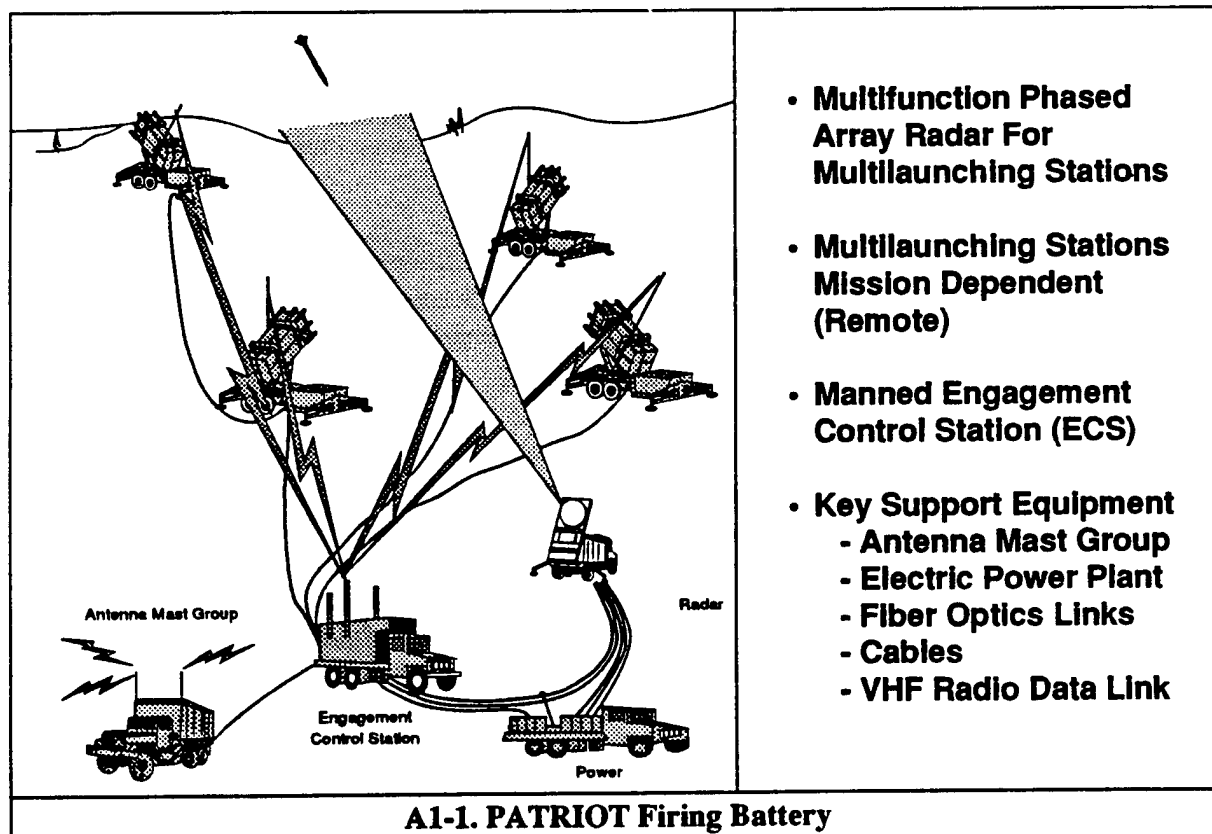 Antenna Mast Group
Engagement
Control Station
Radar
Power
• Multifunction Phased
Array Radar For
Multilaunching Stations
• Multilaunching Stations
Mission Dependent
(Remote)
• Manned Engagement
Control Station (ECS)
• Key Support Equipment
- Antenna Mast Group
- Electric Power Plant
- Fiber Optics Links
- Cables
- VHF Radio Data Link
A1-1. PATRIOT Firing Battery